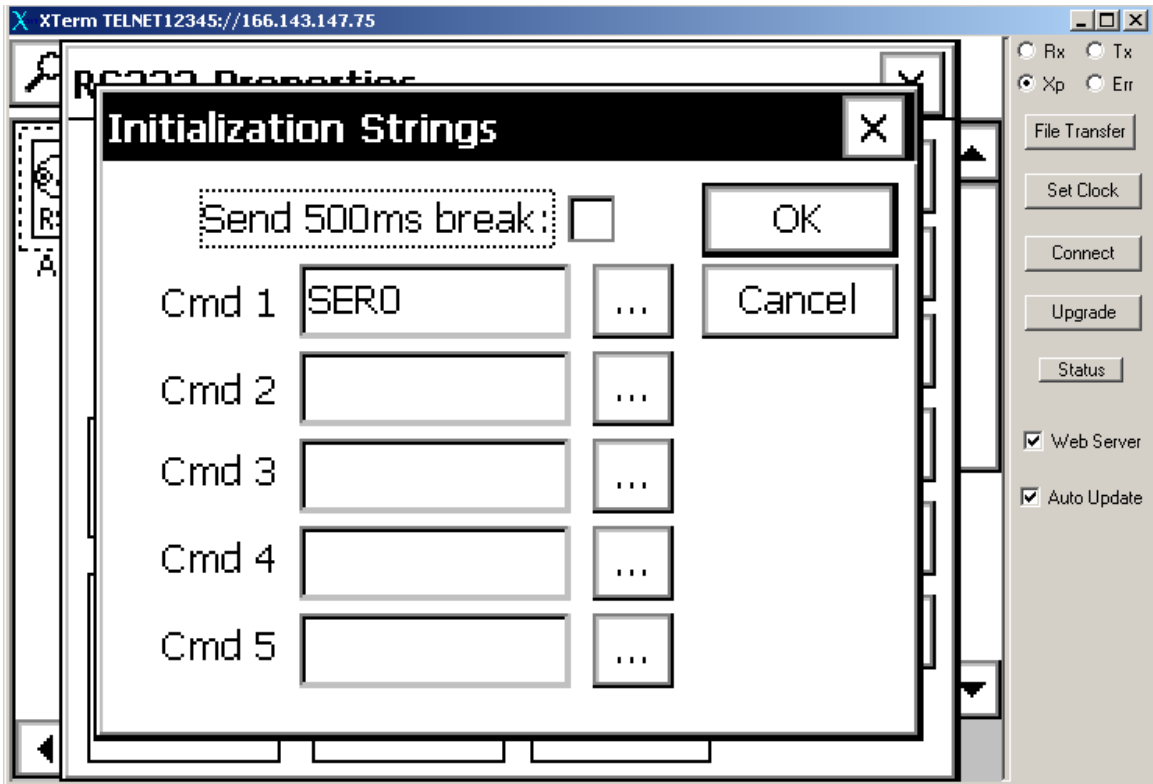 XTerm TELNET12345://166.143.147.75
Rx Tx
Xp Err
RS232 Properties
Initialization Strings
File Transfer
Send 500ms break:
OK
Set Clock
Cmd 1 SER0 ...
Cancel
Connect
Upgrade
Cmd 2 ...
Status
Cmd 3 ...
Web Server
Auto Update
Cmd 4 ...
Cmd 5 ...